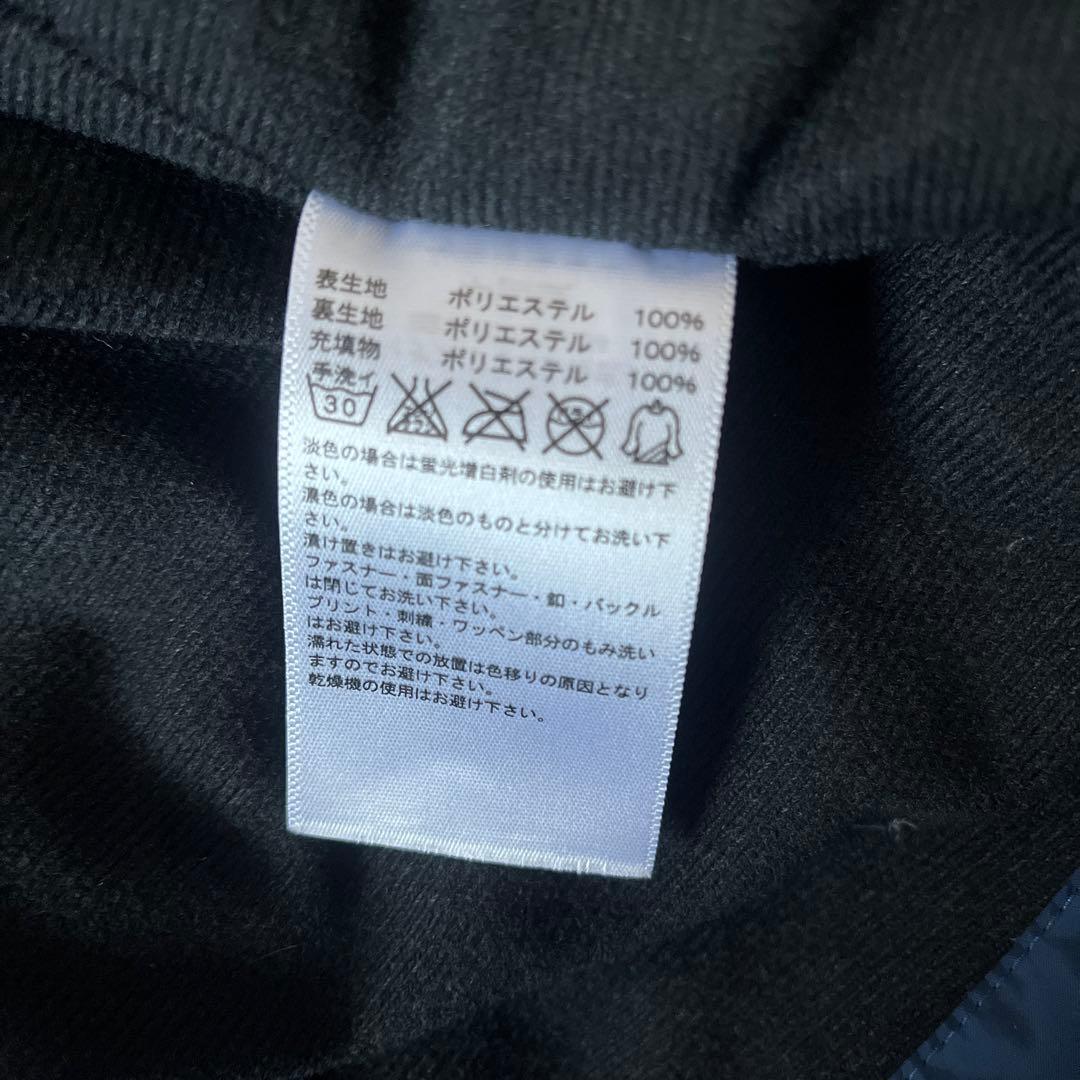 表生地 ポリエステル 100%
裏生地 ポリエステル 100%
充填物 ポリエステル 100%
手洗イ
30
淡色の場合は蛍光増白剤の使用はお避け下
さい。
濃色の場合は淡色のものと分けてお洗い下
さい。
漬け置きはお避け下さい。
ファスナー・面ファスナー・釦・バックル
は閉じてお洗い下さい。
プリント・刺繍・ワッペン部分のもみ洗い
はお避け下さい。
濡れた状態での放置は色移りの原因となり
ますのでお避け下さい。
乾燥機の使用はお避け下さい。